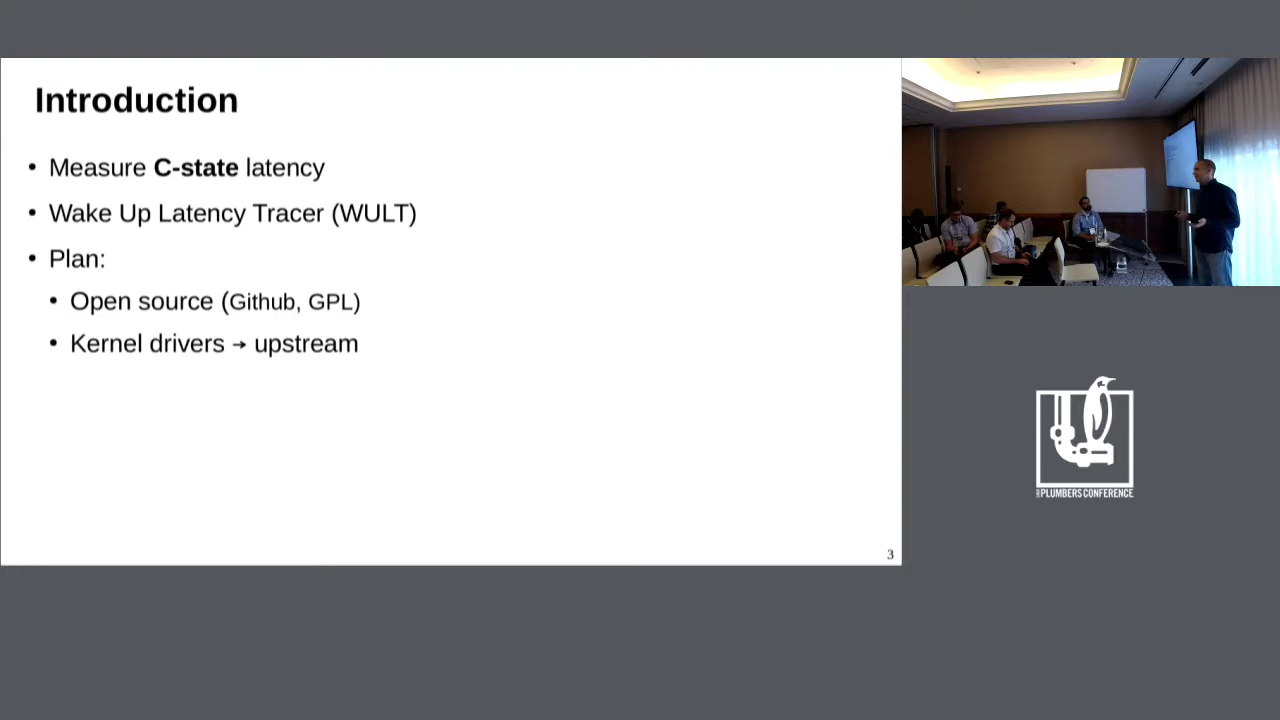 Introduction
• Measure C-state latency
• Wake Up Latency Tracer (WULT)
• Plan:
• Open source (Github, GPL)
• Kernel drivers → upstream
3
PLUMBERS CONFERENCE